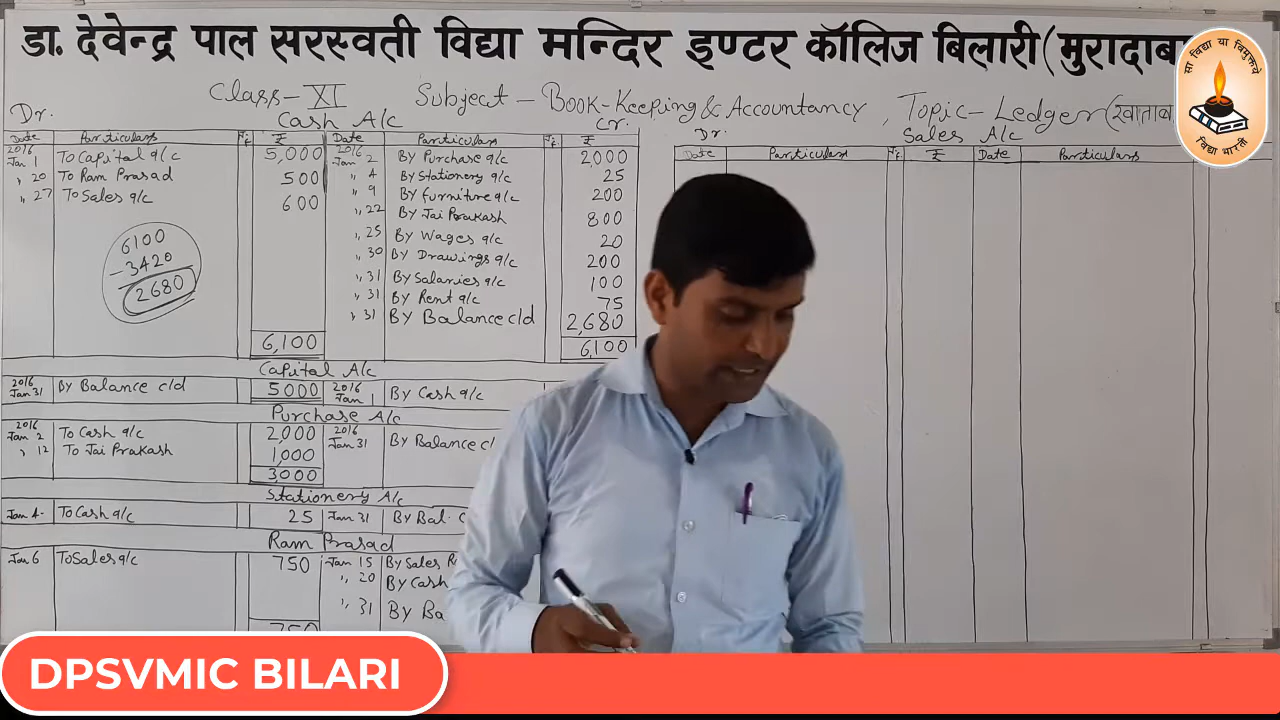 डा. देवेन्द्र पाल सरस्वती विद्या मन्दिर इण्टर कॉलिज बिलारी (मुरादाबा
सा विद्या या विमुक्तये
विद्या भारती
Class-XI Subject - Book-Keeping & Accountancy, Topic-Ledger (खाताब
Dr. Cash A/c Cr.
Date Particulars J.F. ₹ Date Particulars J.F. ₹
2016 Jan 1 To Capital a/c 5,000 2016 Jan 2 By Purchase a/c 2000
" 20 To Ram Prasad 500 " 4 By Stationery a/c 25
" 27 To Sales a/c 600 " 9 By furniture a/c 200
" 22 By Jai Prakash 800
" 25 By Wages a/c 20
" 30 By Drawings a/c 200
" 31 By Salaries a/c 100
" 31 By Rent a/c 75
" 31 By Balance c/d 2,680
6,100 6,100
6100
-3420
2680
Capital A/c
2016 Jan 31 By Balance c/d 5000 2016 Jan 1 By Cash a/c
Purchase A/c
2016 Jan 2 To Cash a/c 2,000 2016 Jan 31 By Balance c/
" 12 To Jai Prakash 1,000
3000
Stationery A/c
Jan 4 To Cash a/c 25 Jan 31 By Bal. c
Ram Prasad
Jan 6 To Sales a/c 750 Jan 15 By Sales R
" 20 By Cash
" 31 By Ba
750
Dr. Sales A/c
Date Particulars J.F. ₹ Date Particulars
DPSVMIC BILARI